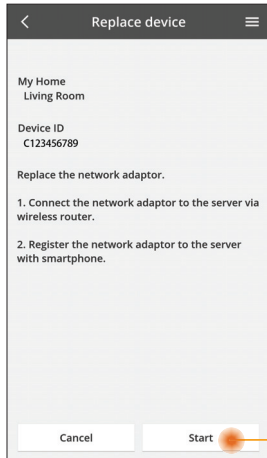 Replace device
My Home
Living Room
Device ID
C123456789
Replace the network adaptor.
1. Connect the network adaptor to the server via
wireless router.
2. Register the network adaptor to the server
with smartphone.
Cancel Start